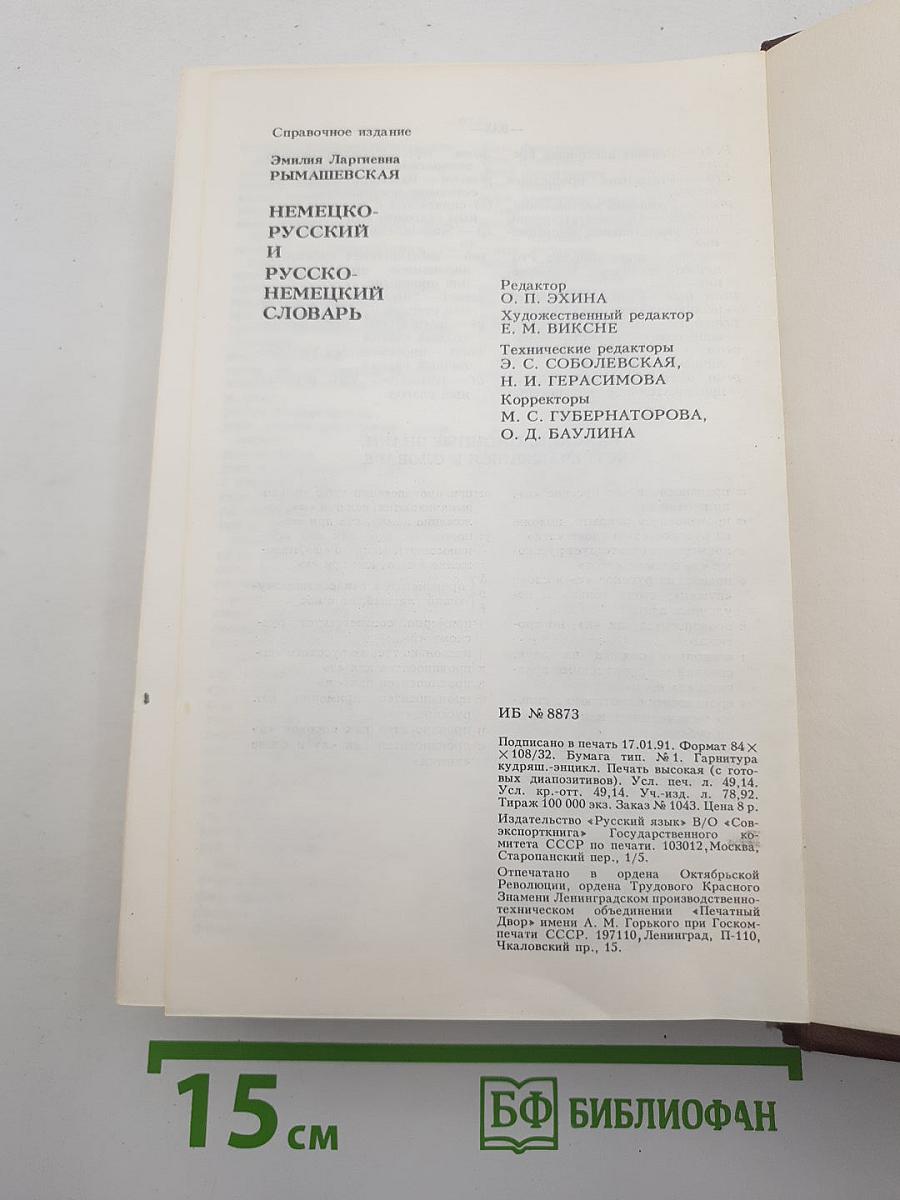 Справочное издание
Эмилия Ларгиевна
РЫМАШЕВСКАЯ
НЕМЕЦКО-
РУССКИЙ
И
РУССКО-
НЕМЕЦКИЙ
СЛОВАРЬ
Редактор
О. П. ЭХИНА
Художественный редактор
Е. М. ВИКСНЕ
Технические редакторы
Э. С. СОБОЛЕВСКАЯ,
Н. И. ГЕРАСИМОВА
Корректоры
М. С. ГУБЕРНАТОРОВА,
О. Д. БАУЛИНА
ИБ № 8873
Подписано в печать 17.01.91. Формат 84×
×108/32. Бумага тип. №1. Гарнитура
кудряш.-энцикл. Печать высокая (с гото-
вых диапозитивов). Усл. печ. л. 49,14.
Усл. кр.-отт. 49,14. Уч.-изд. л. 78,92.
Тираж 100 000 экз. Заказ № 1043. Цена 8 р.
Издательство «Русский язык» В/О «Сов-
экспорткнига» Государственного ко-
митета СССР по печати. 103012, Москва,
Старопанский пер., 1/5.
Отпечатано в ордена Октябрьской
Революции, ордена Трудового Красного
Знамени Ленинградском производственно-
техническом объединении «Печатный
Двор» имени А. М. Горького при Госком-
печати СССР. 197110, Ленинград, П-110,
Чкаловский пр., 15.
15 см
БФ БИБЛИОФАН